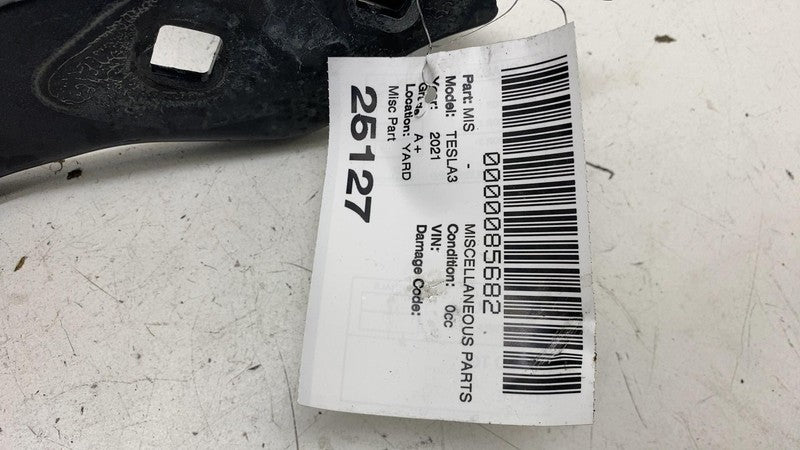 0000085682
Part: MIS - MISCELLANEOUS PARTS
Model: TESLA3 Condition: 0cc
Year: 2021 VIN:
Grade: A+ Damage Code:
Location: YARD
Misc Part
25127